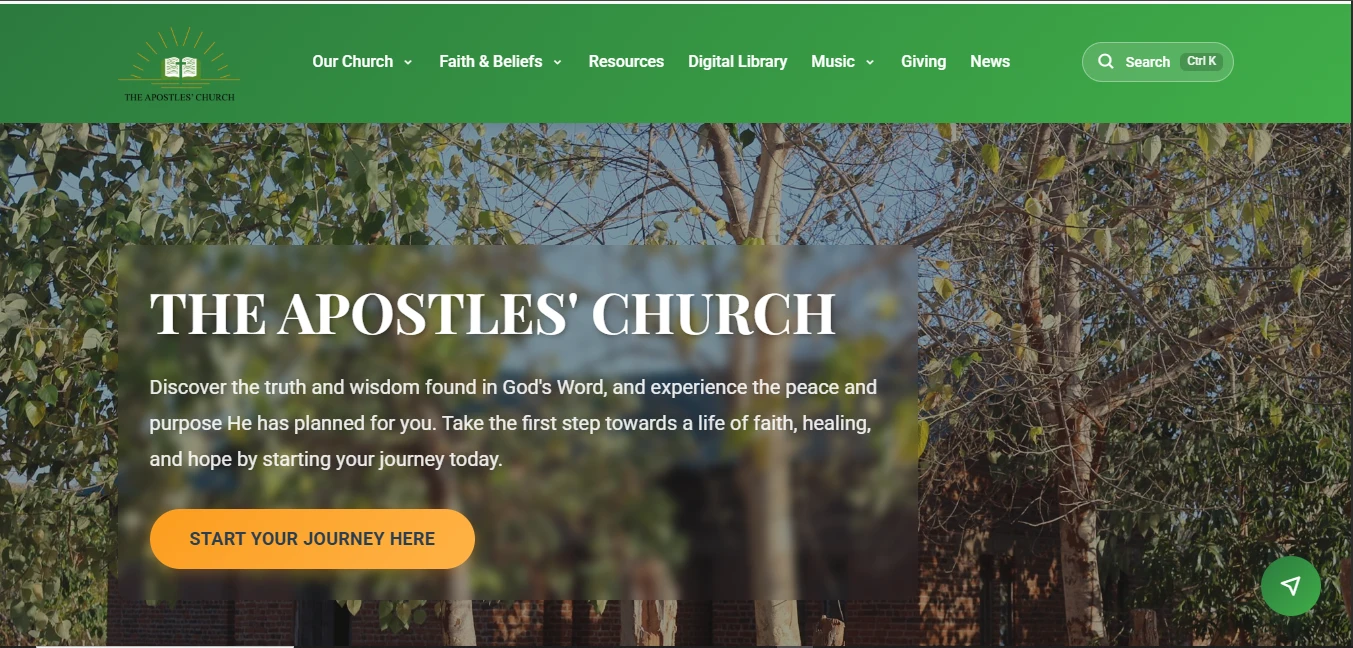 THE APOSTLES' CHURCH
Our Church
Faith & Beliefs
Resources
Digital Library
Music
Giving
News
Search
Ctrl K
THE APOSTLES' CHURCH
Discover the truth and wisdom found in God's Word, and experience the peace and
purpose He has planned for you. Take the first step towards a life of faith, healing,
and hope by starting your journey today.
START YOUR JOURNEY HERE